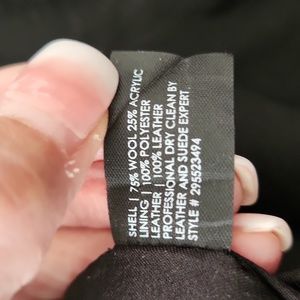 SHELL | 75% WOOL 25% ACRYLIC
LINING | 100% POLYESTER
LEATHER | 100% LEATHER
PROFESSIONAL DRY CLEAN BY
LEATHER AND SUEDE EXPERT
STYLE # 295523494